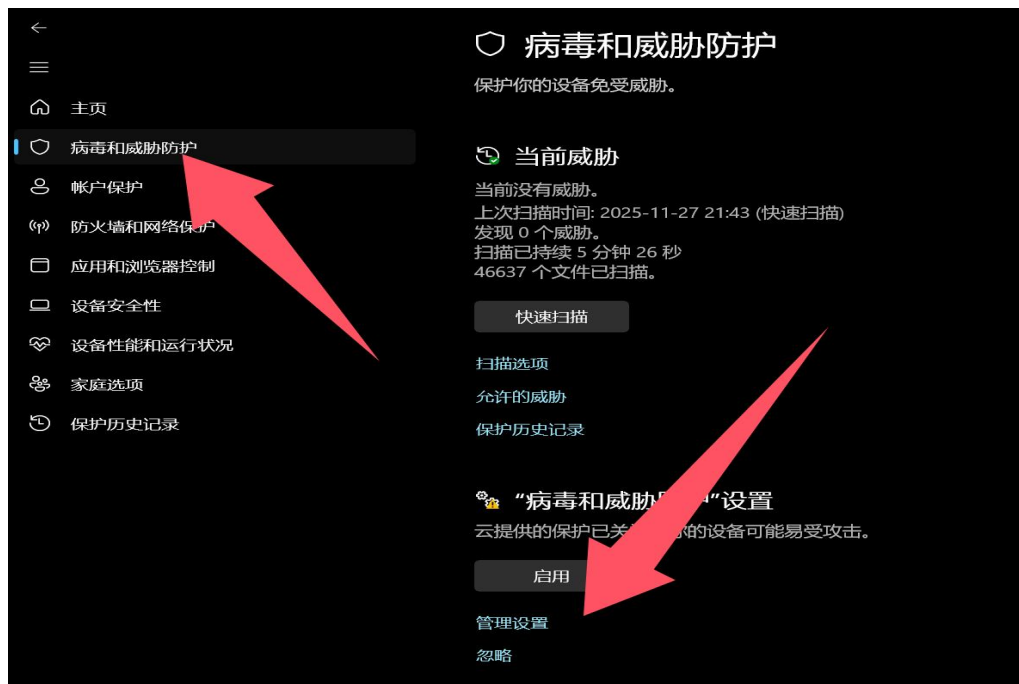 主页
病毒和威胁防护
帐户保护
防火墙和网络保护
应用和浏览器控制
设备安全性
设备性能和运行状况
家庭选项
保护历史记录
病毒和威胁防护
保护你的设备免受威胁。
当前威胁
当前没有威胁。
上次扫描时间: 2025-11-27 21:43 (快速扫描)
发现 0 个威胁。
扫描已持续 5 分钟 26 秒
46637 个文件已扫描。
快速扫描
扫描选项
允许的威胁
保护历史记录
“病毒和威胁防护”设置
云提供的保护已关 你的设备可能易受攻击。
启用
管理设置
忽略